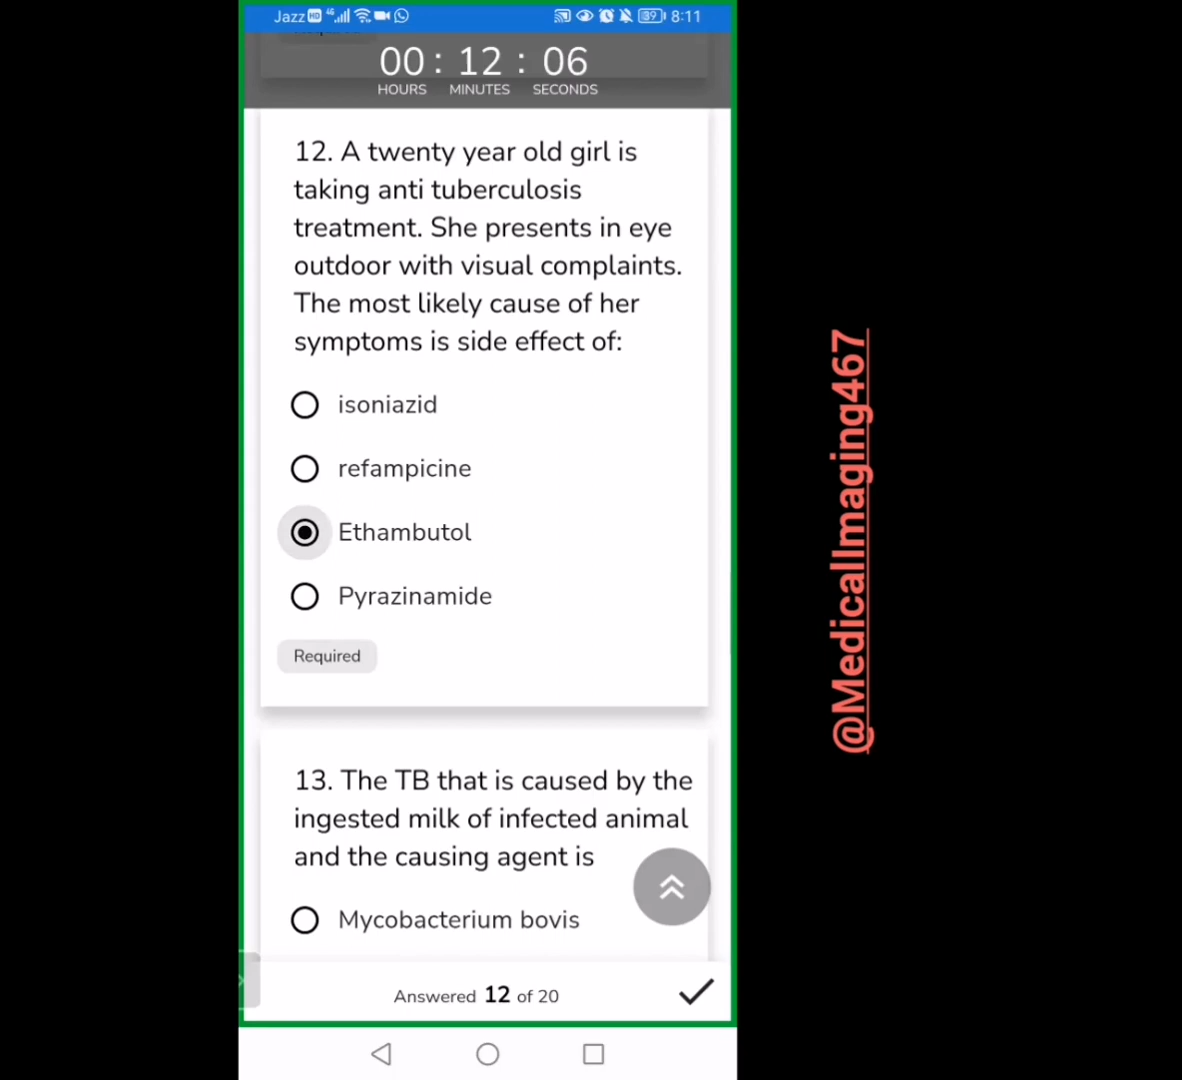 Jazz HD 4G 89 8:11
00 : 12 : 06
HOURS MINUTES SECONDS
12. A twenty year old girl is
taking anti tuberculosis
treatment. She presents in eye
outdoor with visual complaints.
The most likely cause of her
symptoms is side effect of:
isoniazid
refampicine
Ethambutol
Pyrazinamide
Required
13. The TB that is caused by the
ingested milk of infected animal
and the causing agent is
Mycobacterium bovis
Answered 12 of 20
@MedicalImaging467